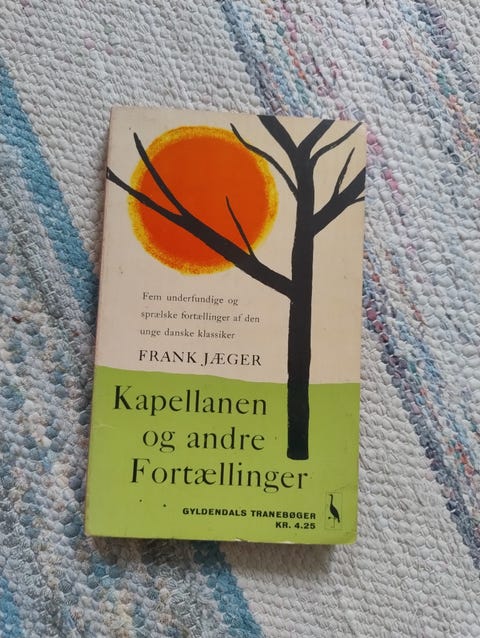 Fem underfundige og
sprælske fortællinger af den
unge danske klassiker
FRANK JÆGER
Kapellanen
og andre
Fortællinger
GYLDENDALS TRANEBØGER
KR. 4.25